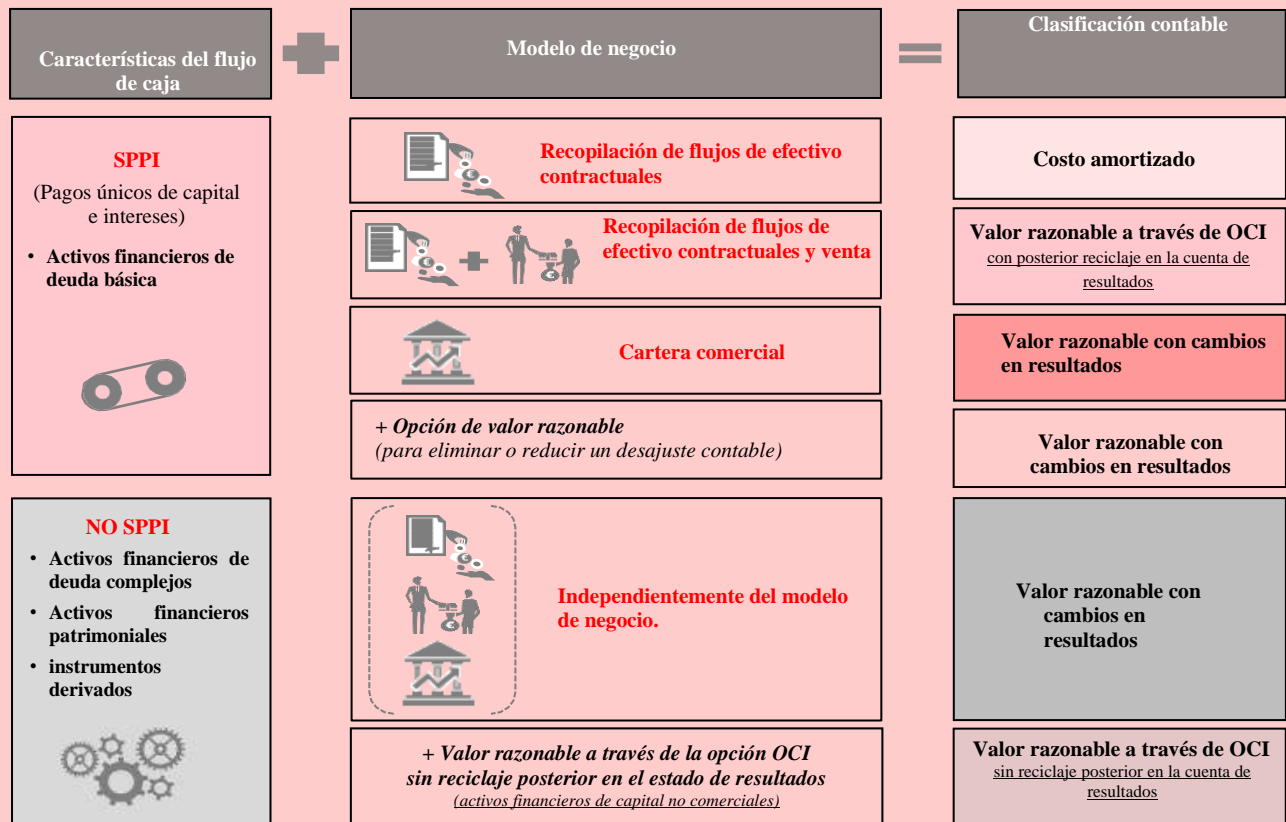 Características del flujo
de caja
Modelo de negocio
Clasificación contable
SPPI
(Pagos únicos de capital
e intereses)
• Activos financieros de
deuda básica
Recopilación de flujos de efectivo
contractuales
Costo amortizado
Recopilación de flujos de
efectivo contractuales y venta
Valor razonable a través de OCI
con posterior reciclaje en la cuenta de
resultados
Cartera comercial
Valor razonable con cambios
en resultados
+ Opción de valor razonable
(para eliminar o reducir un desajuste contable)
Valor razonable con
cambios en resultados
NO SPPI
• Activos financieros de
deuda complejos
• Activos financieros
patrimoniales
• instrumentos
derivados
Independientemente del modelo
de negocio.
Valor razonable con
cambios en
resultados
+ Valor razonable a través de la opción OCI
sin reciclaje posterior en el estado de resultados
(activos financieros de capital no comerciales)
Valor razonable a través de OCI
sin reciclaje posterior en la cuenta de
resultados